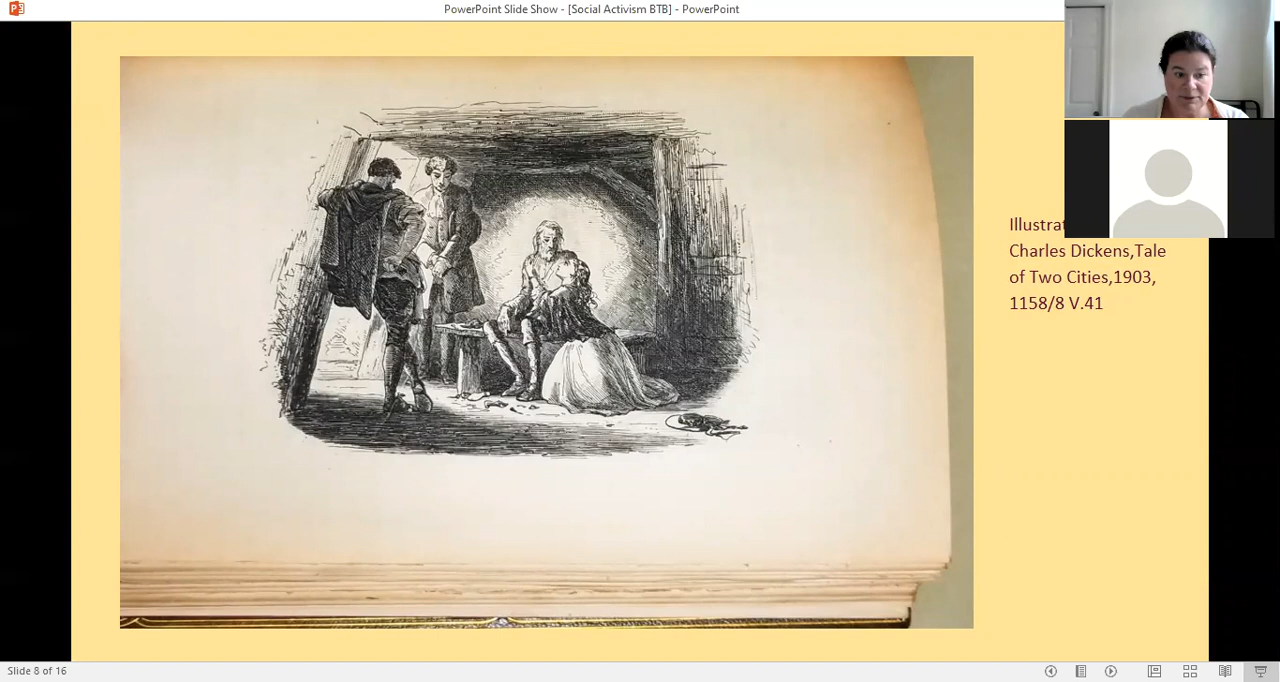 PowerPoint Slide Show - [Social Activism BTB] - PowerPoint
Charles Dickens,Tale
of Two Cities,1903,
1158/8 V.41
Slide 8 of 16